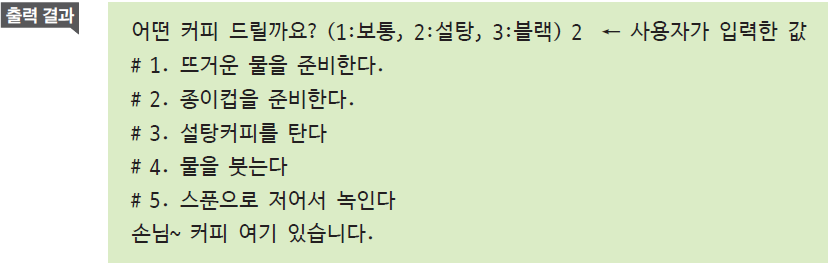 출력 결과
어떤 커피 드릴까요? (1:보통, 2:설탕, 3:블랙) 2 ← 사용자가 입력한 값
# 1. 뜨거운 물을 준비한다.
# 2. 종이컵을 준비한다.
# 3. 설탕커피를 탄다
# 4. 물을 붓는다
# 5. 스푼으로 저어서 녹인다
손님~ 커피 여기 있습니다.